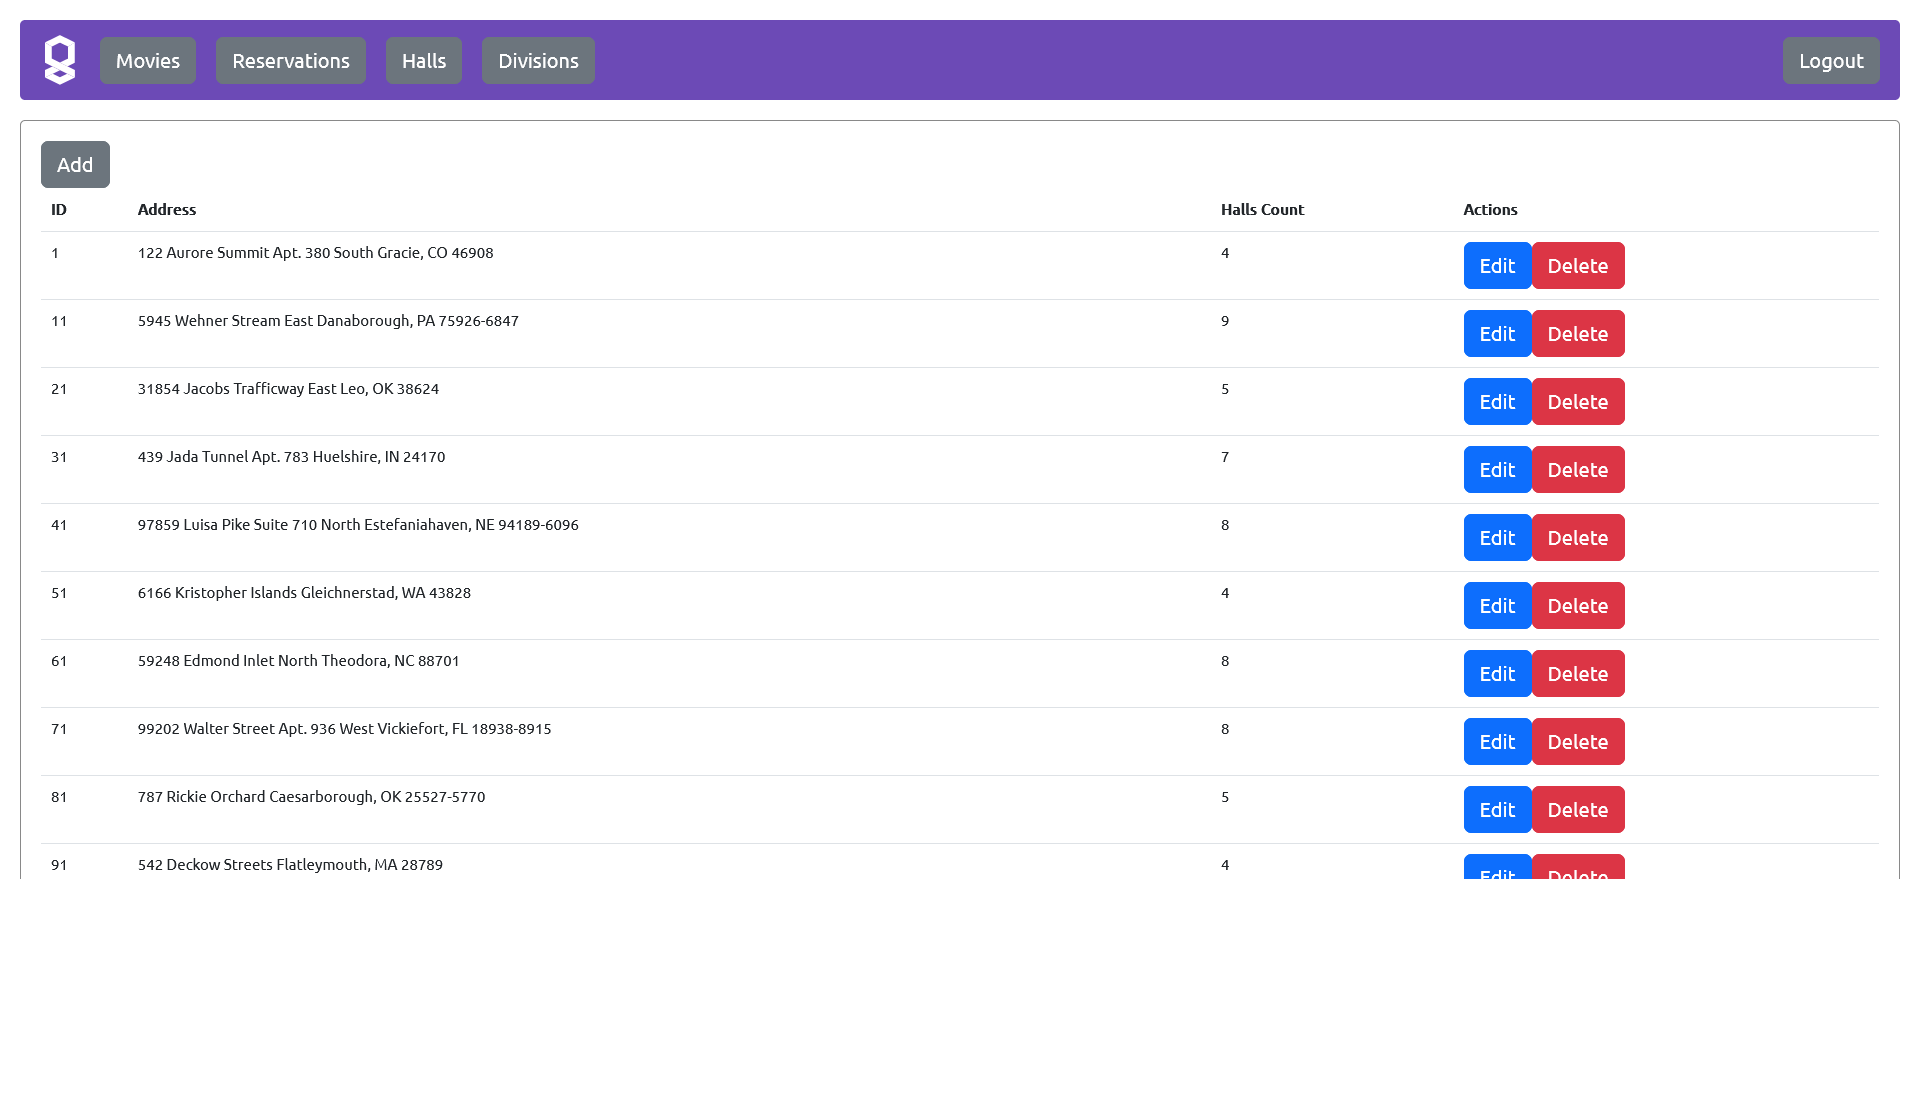 Movies Reservations Halls Divisions Logout
Add
ID Address Halls Count Actions
1 122 Aurore Summit Apt. 380 South Gracie, CO 46908 4 Edit Delete
11 5945 Wehner Stream East Danaborough, PA 75926-6847 9 Edit Delete
21 31854 Jacobs Trafficway East Leo, OK 38624 5 Edit Delete
31 439 Jada Tunnel Apt. 783 Huelshire, IN 24170 7 Edit Delete
41 97859 Luisa Pike Suite 710 North Estefaniahaven, NE 94189-6096 8 Edit Delete
51 6166 Kristopher Islands Gleichnerstad, WA 43828 4 Edit Delete
61 59248 Edmond Inlet North Theodora, NC 88701 8 Edit Delete
71 99202 Walter Street Apt. 936 West Vickiefort, FL 18938-8915 8 Edit Delete
81 787 Rickie Orchard Caesarborough, OK 25527-5770 5 Edit Delete
91 542 Deckow Streets Flatleymouth, MA 28789 4 Edit Delete